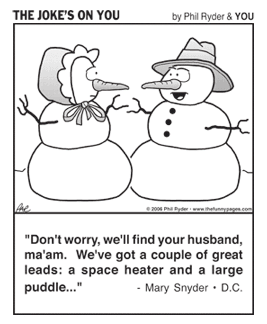 THE JOKE'S ON YOU by Phil Ryder & YOU
Phil © 2006 Phil Ryder · www.thefunnypages.com
"Don't worry, we'll find your husband,
ma'am. We've got a couple of great
leads: a space heater and a large
puddle..." - Mary Snyder • D.C.